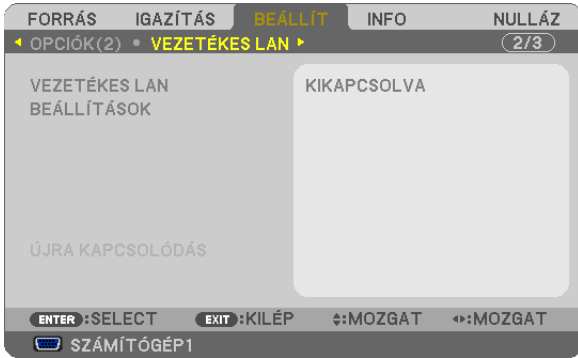 FORRÁS IGAZÍTÁS BEÁLLÍT INFO NULLÁZ
OPCIÓK(2) • VEZETÉKES LAN 2/3
VEZETÉKES LAN KIKAPCSOLVA
BEÁLLÍTÁSOK
ÚJRA KAPCSOLÓDÁS
ENTER :SELECT EXIT :KILÉP :MOZGAT :MOZGAT
SZÁMÍTÓGÉP1